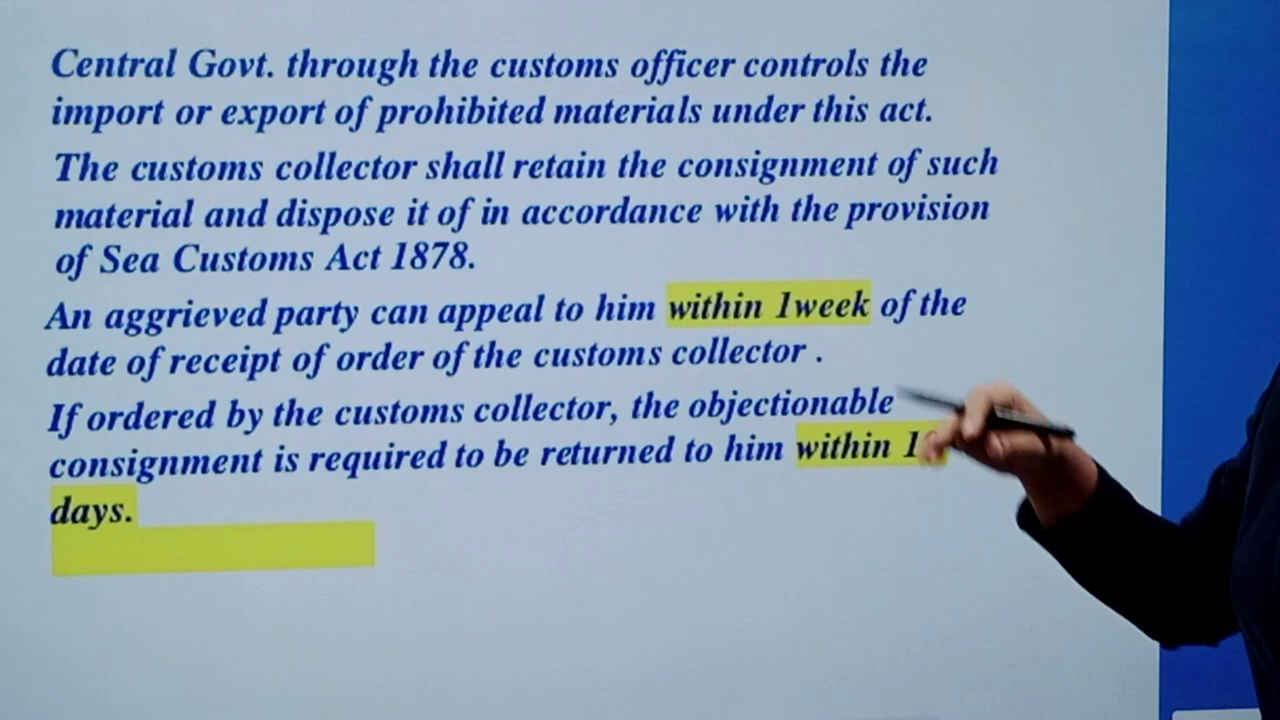 Central Govt. through the customs officer controls the
import or export of prohibited materials under this act.
The customs collector shall retain the consignment of such
material and dispose it of in accordance with the provision
of Sea Customs Act 1878.
An aggrieved party can appeal to him within 1week of the
date of receipt of order of the customs collector .
If ordered by the customs collector, the objectionable
consignment is required to be returned to him within
days.